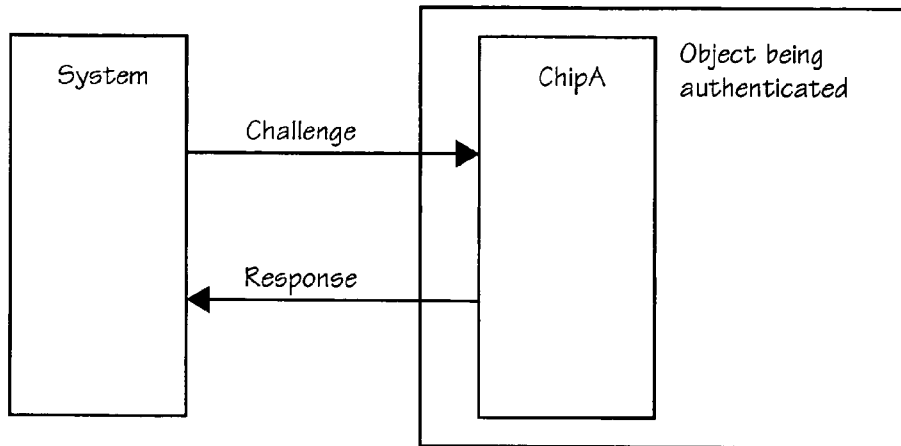 System
ChipA
Object being
authenticated
Challenge
Response